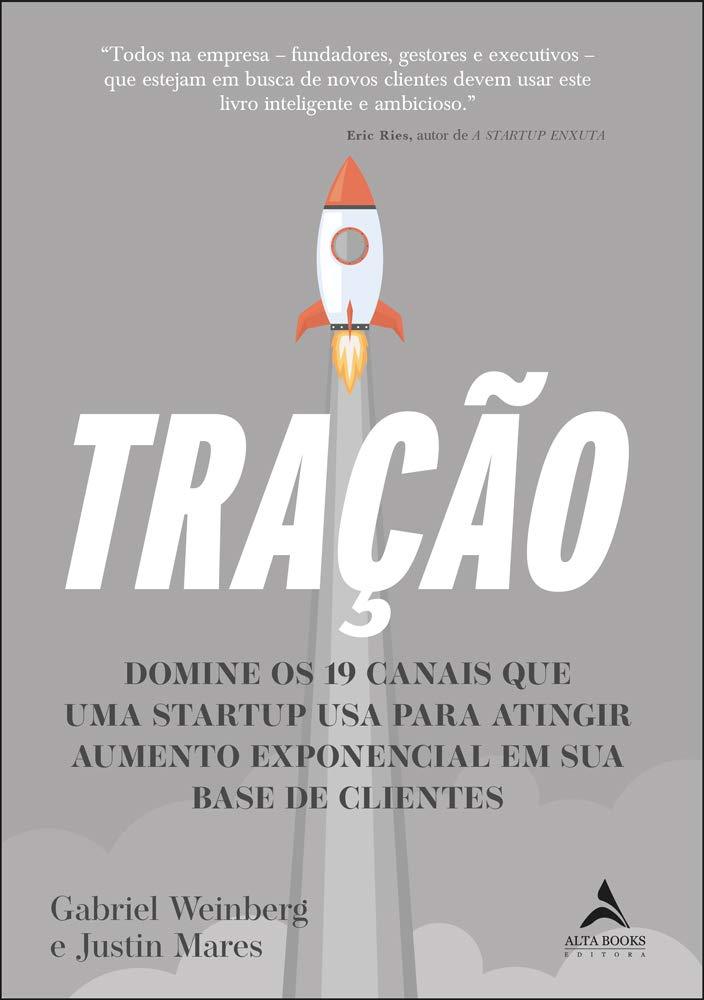 “Todos na empresa – fundadores, gestores e executivos –
que estejam em busca de novos clientes devem usar este
livro inteligente e ambicioso.”
Eric Ries, autor de A STARTUP ENXUTA
TRAÇÃO
DOMINE OS 19 CANAIS QUE
UMA STARTUP USA PARA ATINGIR
AUMENTO EXPONENCIAL EM SUA
BASE DE CLIENTES
Gabriel Weinberg
e Justin Mares
ALTA BOOKS
EDITORA